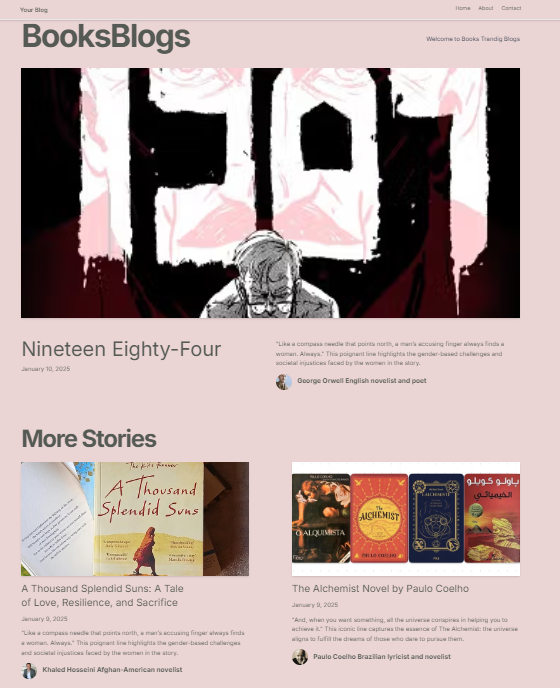 Your Blog
Home About Contact
BooksBlogs
Welcome to Books Trandig Blogs
Nineteen Eighty-Four
January 10, 2025
"Like a compass needle that points north, a man's accusing finger always finds a
woman. Always." This poignant line highlights the gender-based challenges and
societal injustices faced by women in the story.
George Orwell English novelist and poet
More Stories
A Thousand
Splendid Suns
O ALQUIMISTA
The
ALCHEMIST
PAULO COELHO
باولو كويلو
الخيميائي
A Thousand Splendid Suns: A Tale
of Love, Resilience, and Sacrifice
January 9, 2025
"Like a compass needle that points north, a man's accusing finger always finds
a woman. Always." This poignant line highlights the gender-based challenges
and societal injustices faced by women in the story.
Khaled Hosseini Afghan-American novelist
The Alchemist Novel by Paulo Coelho
January 9, 2025
"And, when you want something, all the universe conspires in helping you to
achieve it." This iconic line captures the essence of The Alchemist: the universe
aligns to fulfill the dreams of those who dare to pursue them.
Paulo Coelho Brazilian lyricist and novelist